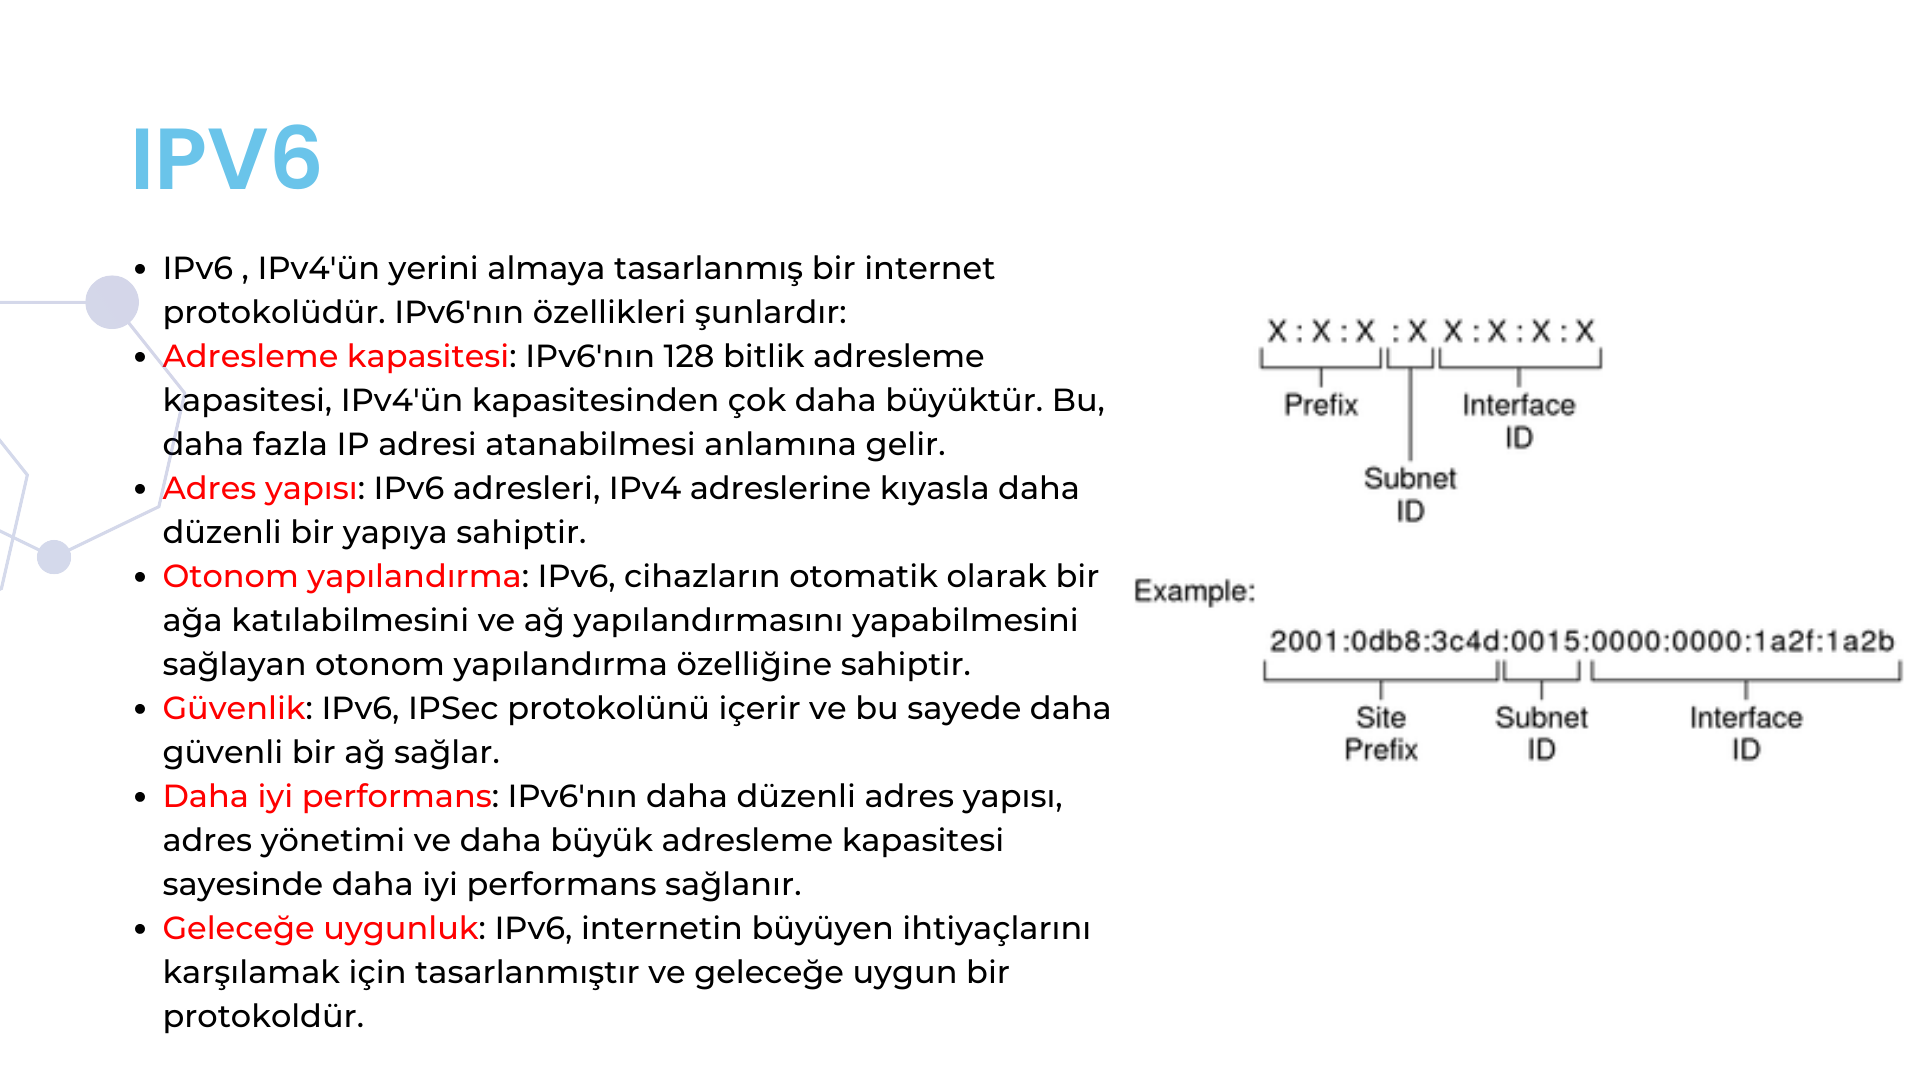 IPV6
• IPv6 , IPv4'ün yerini almaya tasarlanmış bir internet
protokolüdür. IPv6'nın özellikleri şunlardır:
• Adresleme kapasitesi: IPv6'nın 128 bitlik adresleme
kapasitesi, IPv4'ün kapasitesinden çok daha büyüktür. Bu,
daha fazla IP adresi atanabilmesi anlamına gelir.
• Adres yapısı: IPv6 adresleri, IPv4 adreslerine kıyasla daha
düzenli bir yapıya sahiptir.
• Otonom yapılandırma: IPv6, cihazların otomatik olarak bir
ağa katılabilmesini ve ağ yapılandırmasını yapabilmesini
sağlayan otonom yapılandırma özelliğine sahiptir.
• Güvenlik: IPv6, IPSec protokolünü içerir ve bu sayede daha
güvenli bir ağ sağlar.
• Daha iyi performans: IPv6'nın daha düzenli adres yapısı,
adres yönetimi ve daha büyük adresleme kapasitesi
sayesinde daha iyi performans sağlanır.
• Geleceğe uygunluk: IPv6, internetin büyüyen ihtiyaçlarını
karşılamak için tasarlanmıştır ve geleceğe uygun bir
protokoldür.
X : X : X : X X : X : X : X
Prefix
Interface
ID
Subnet
ID
Example:
2001:0db8:3c4d:0015:0000:0000:1a2f:1a2b
Site
Prefix
Subnet
ID
Interface
ID